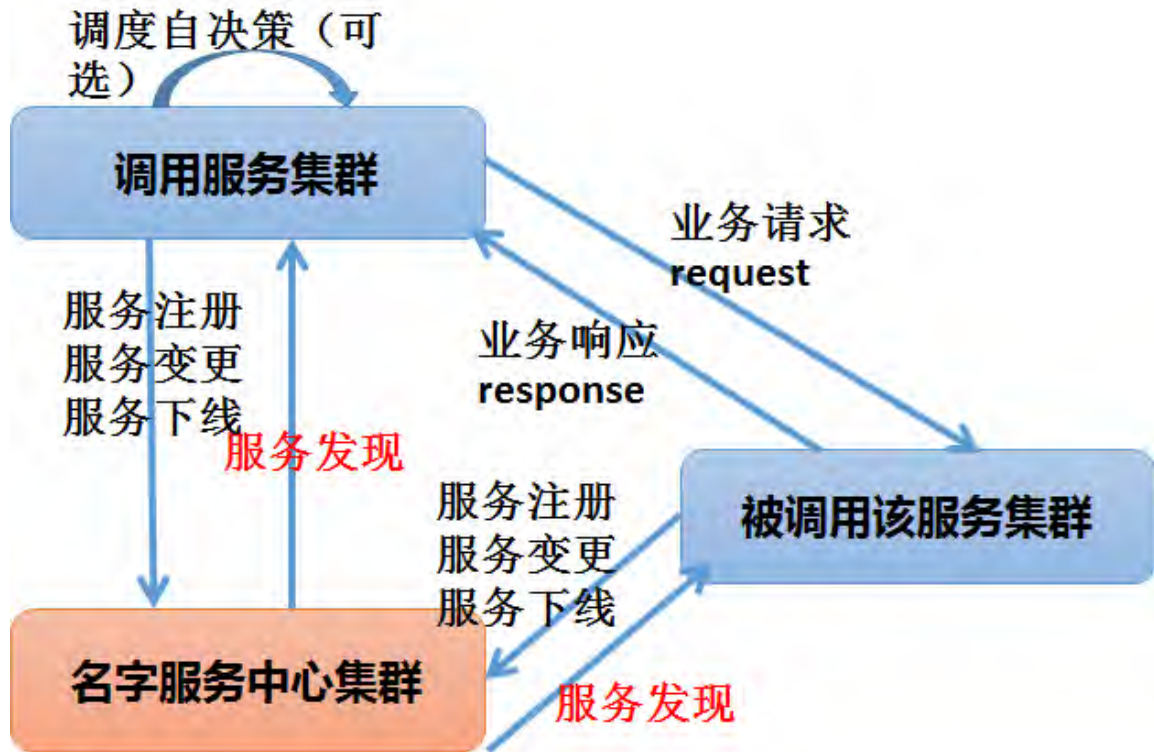 调度自决策（可
选）
调用服务集群
业务请求
request
服务注册
服务变更
服务下线
业务响应
response
服务发现
被调用该服务集群
服务注册
服务变更
服务下线
名字服务中心集群
服务发现